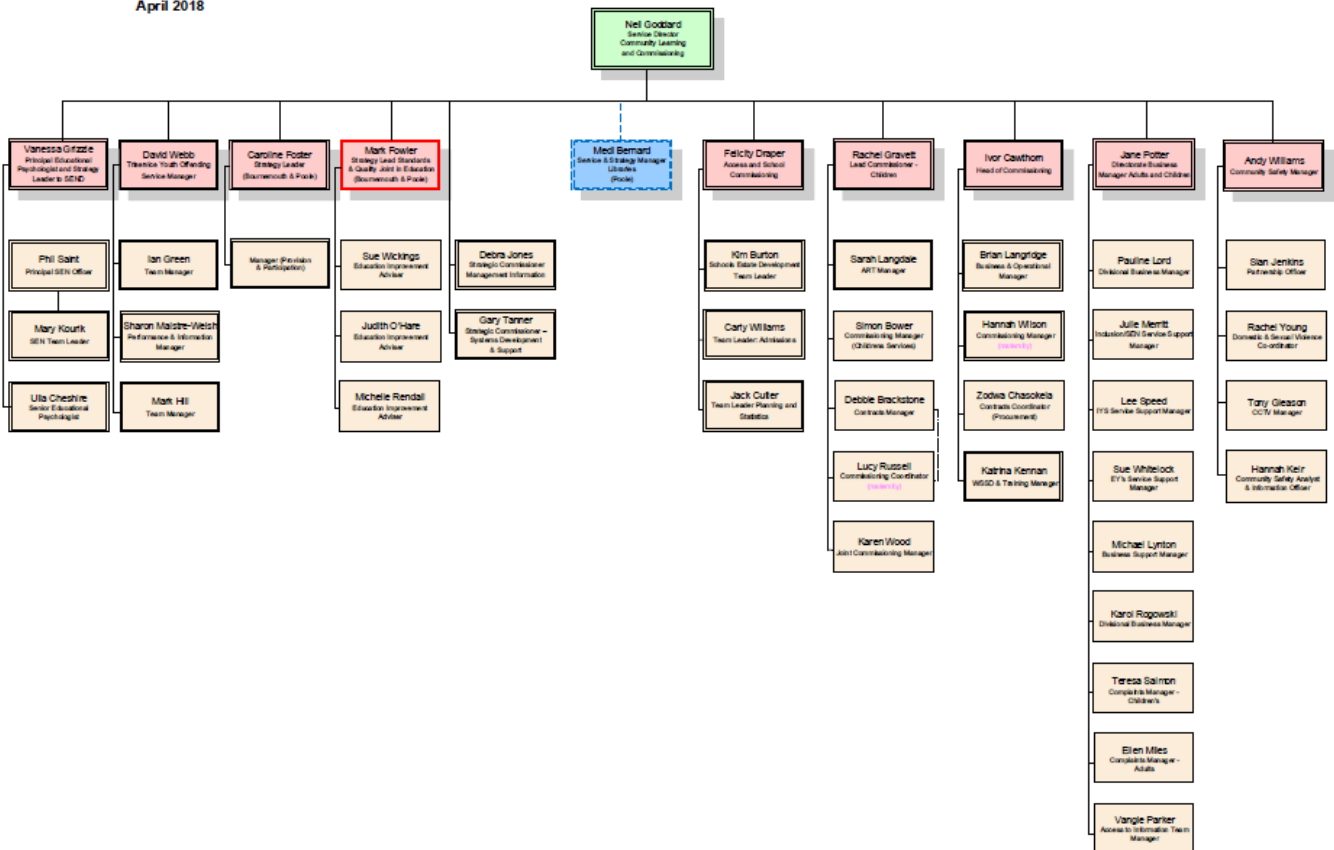 April 2018
Neil Goddard
Service Director
Community Learning
and Commissioning
Vanessa Grizzle
Principal Educational
Psychologist and Strategy
Leader to SEND
David Webb
Youth Offending
Service Manager
Caroline Foster
Strategy Leader
(Bournemouth & Poole)
Mark Fowler
Strategy Lead Standards
& Quality Joint in Education
(Bournemouth & Poole)
Medi Bernard
Service & Strategy Manager
Libraries
(Poole)
Felicity Draper
Access and School
Commissioning
Rachel Gravett
Lead Commissioner -
Children
Ivor Cawthorn
Head of Commissioning
Jane Potter
Directorate Business
Manager Adults and Children
Andy Williams
Community Safety Manager
Phil Saint
Principal SEN Officer
Mary Kourik
SEN Team Leader
Ulla Cheshire
Senior Educational
Psychologist
Ian Green
Team Manager
Sharon Maistre-Welsh
Performance & Information
Manager
Mark Hill
Team Manager
Manager (Provision
& Participation)
Sue Wickings
Education Improvement
Adviser
Judith O'Hare
Education Improvement
Adviser
Michelle Rendall
Education Improvement
Adviser
Debra Jones
Strategic Commissioner
Management Information
Gary Tanner
Strategic Commissioner –
Systems Development
& Support
Kim Burton
Schools Estate Development
Team Leader
Carly Williams
Team Leader: Admissions
Jack Cutler
Team Leader Planning and
Statistics
Sarah Langdale
ART Manager
Simon Bower
Commissioning Manager
(Childrens Services)
Debbie Brackstone
Contracts Manager
Lucy Russell
Commissioning Coordinator
(maternity)
Karen Wood
Joint Commissioning Manager
Brian Langridge
Business & Operational
Manager
Hannah Wilson
Commissioning Manager
(maternity)
Zodwa Chasokela
Contracts Coordinator
(Procurement)
Katrina Kennan
WSSD & Training Manager
Pauline Lord
Divisional Business Manager
Julie Merritt
Inclusion/SEN Service Support
Manager
Lee Speed
IYS Service Support Manager
Sue Whitelock
EY's Service Support
Manager
Michael Lynton
Business Support Manager
Karol Rogowski
Divisional Business Manager
Teresa Salmon
Complaints Manager -
Children's
Ellen Miles
Complaints Manager -
Adults
Vangie Parker
Access to Information Team
Manager
Sian Jenkins
Partnership Officer
Rachel Young
Domestic & Sexual Violence
Co-ordinator
Tony Gleason
CCTV Manager
Hannah Keir
Community Safety Analyst
& Information Officer